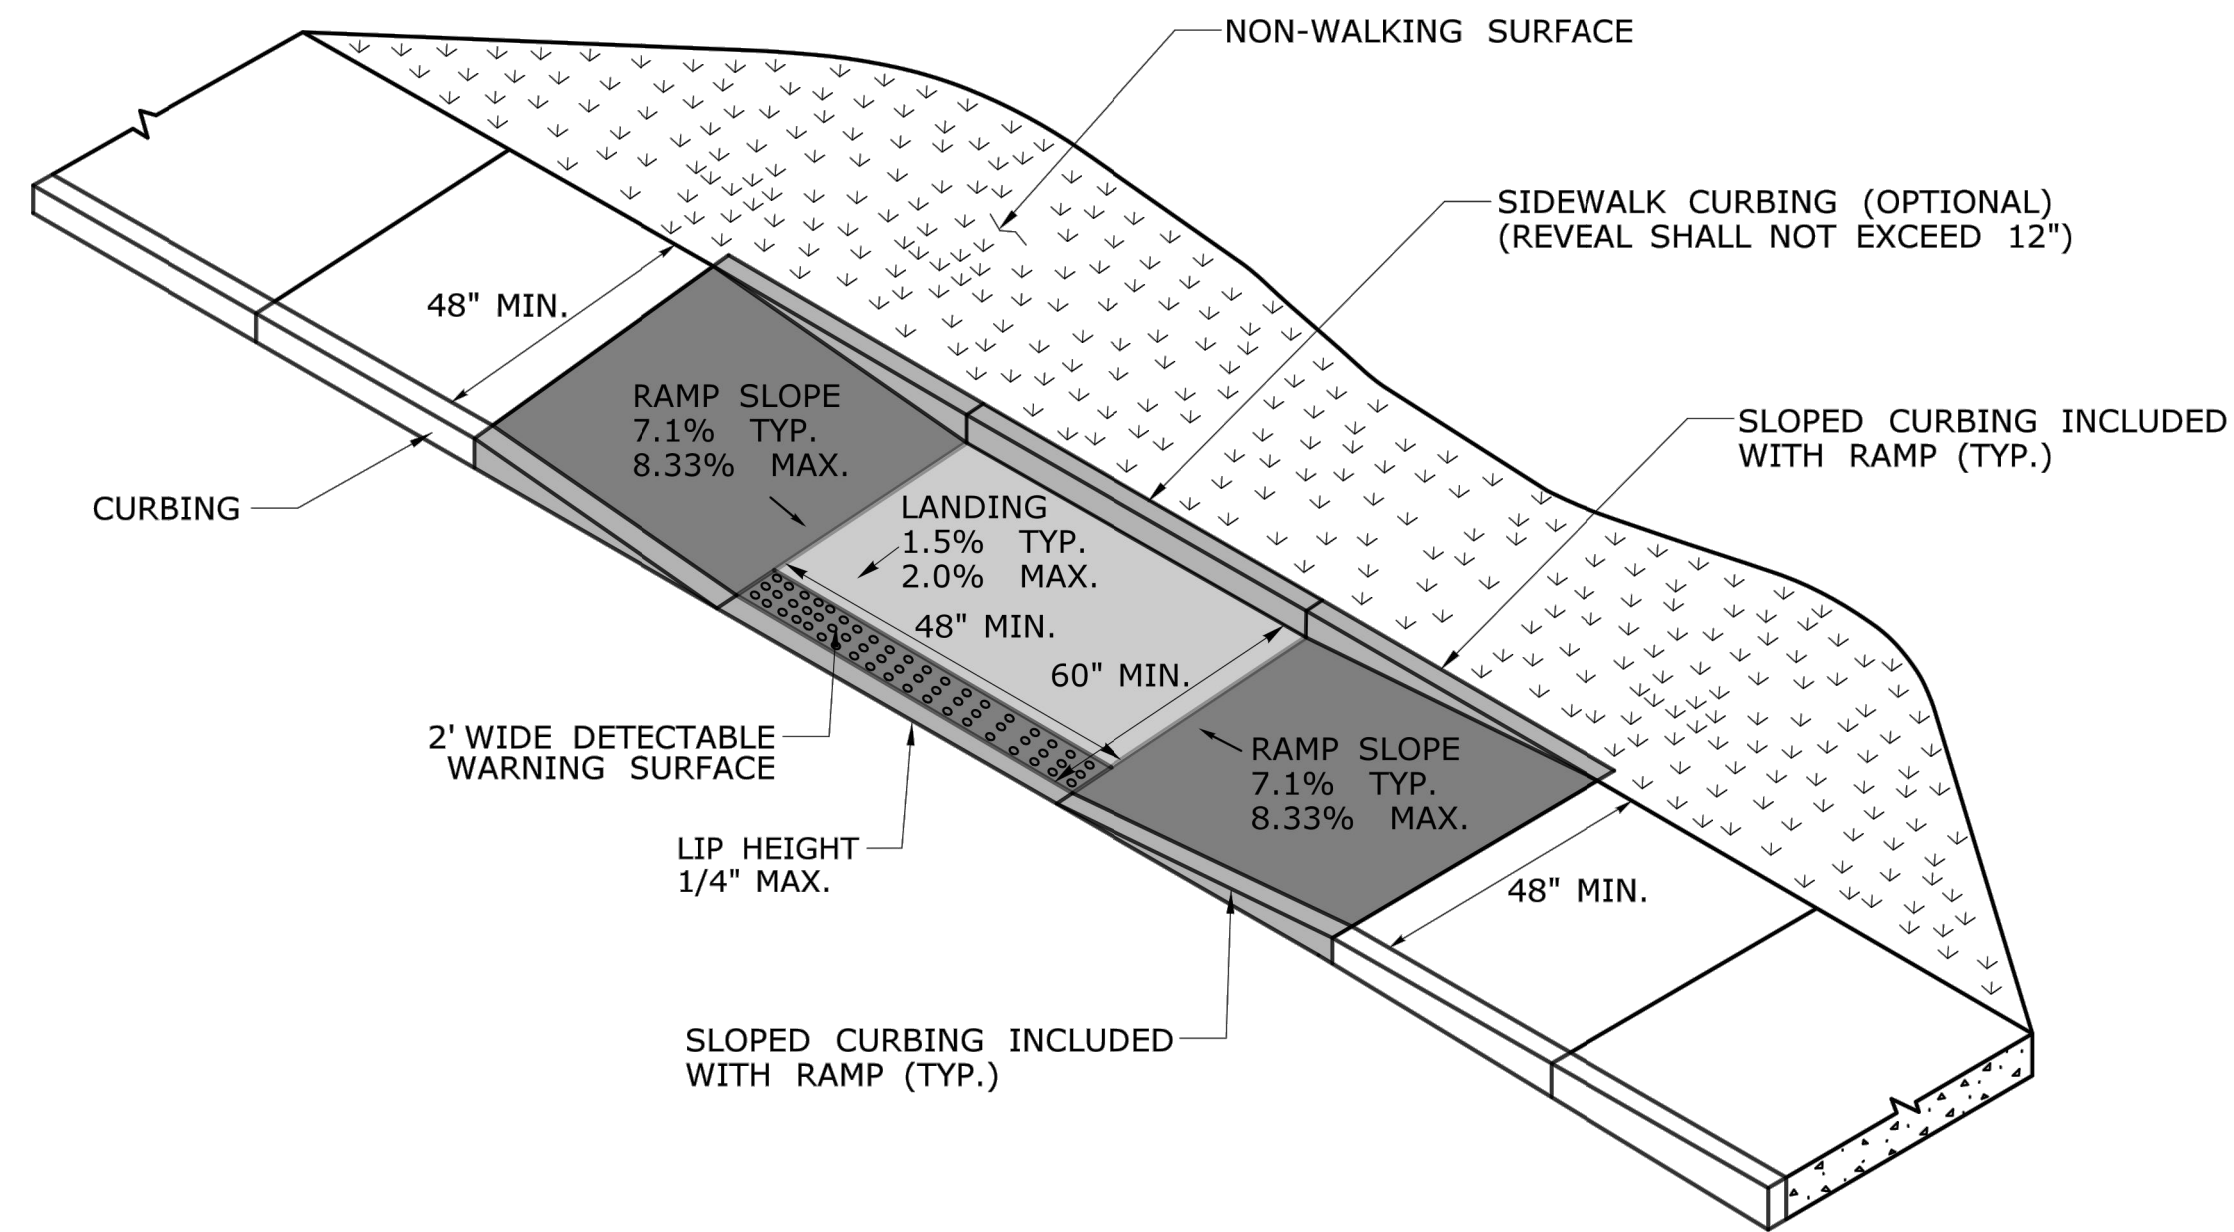 NON-WALKING SURFACE
SIDEWALK CURBING (OPTIONAL)
(REVEAL SHALL NOT EXCEED 12")
48" MIN.
RAMP SLOPE
7.1% TYP.
8.33% MAX.
SLOPED CURBING INCLUDED
WITH RAMP (TYP.)
CURBING
LANDING
1.5% TYP.
2.0% MAX.
48" MIN.
60" MIN.
2' WIDE DETECTABLE
WARNING SURFACE
RAMP SLOPE
7.1% TYP.
8.33% MAX.
LIP HEIGHT
1/4" MAX.
48" MIN.
SLOPED CURBING INCLUDED
WITH RAMP (TYP.)